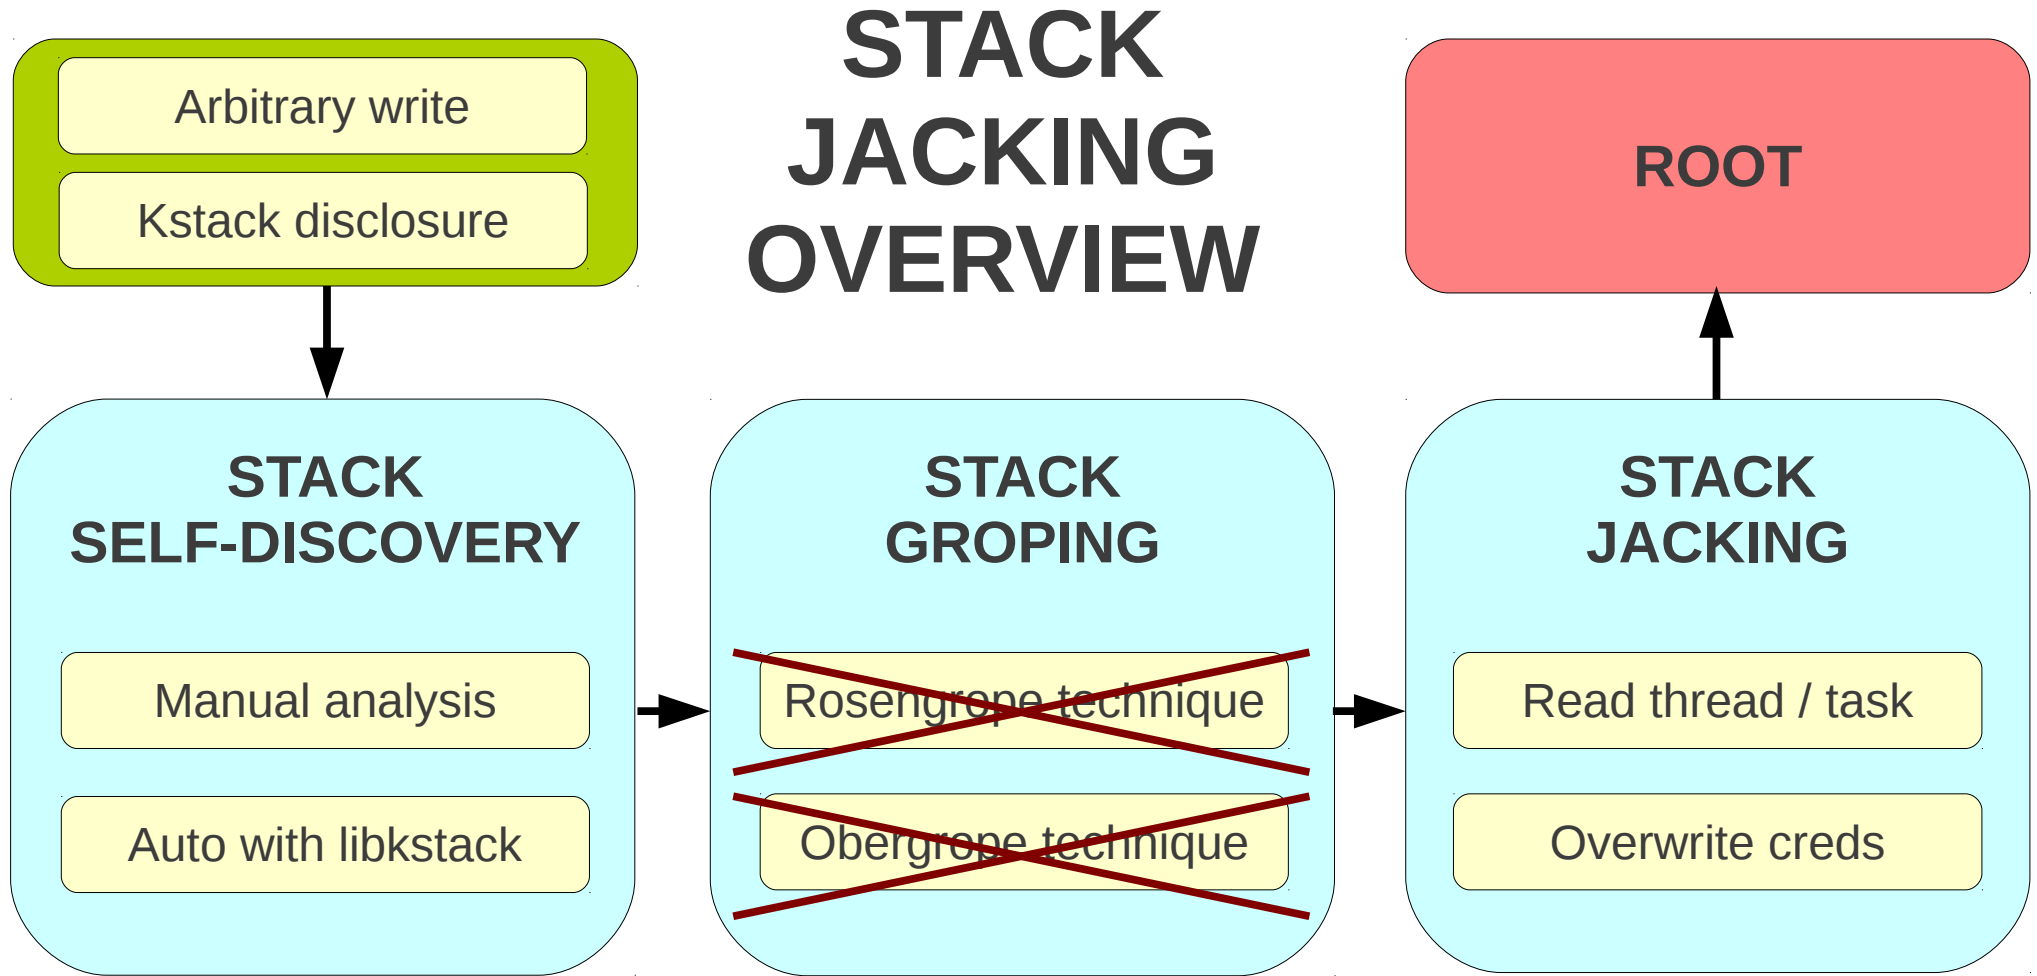 STACK
JACKING
OVERVIEW
Arbitrary write
Kstack disclosure
ROOT
STACK
SELF-DISCOVERY
Manual analysis
Auto with libkstack
STACK
GROPING
Rosengrope technique
Obergrope technique
STACK
JACKING
Read thread / task
Overwrite creds